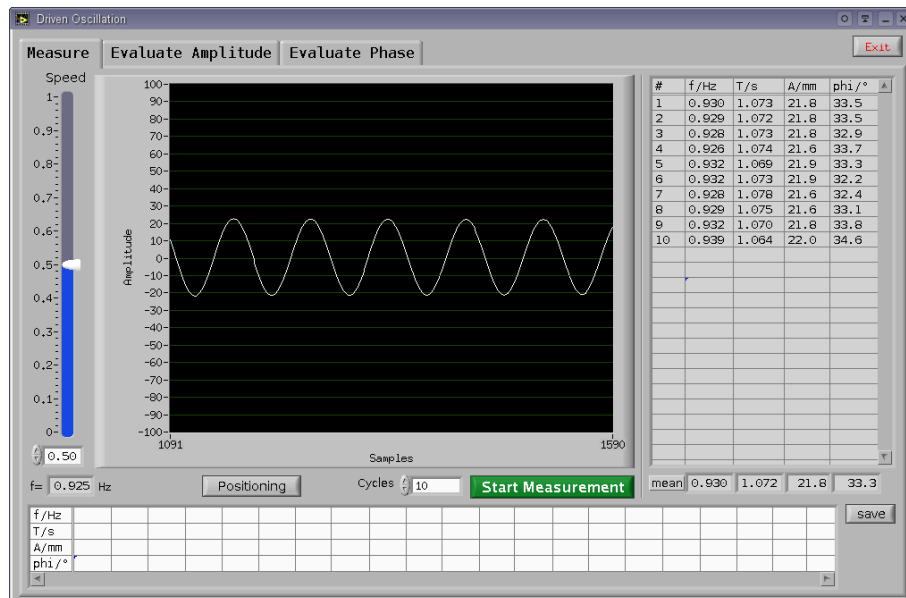 Driven Oscillation
Measure Evaluate Amplitude Evaluate Phase
Exit
Speed
1
0.9
0.8
0.7
0.6
0.5
0.4
0.3
0.2
0.1
0
0.50
f= 0.925 Hz
Amplitude
100
90
80
70
60
50
40
30
20
10
0
-10
-20
-30
-40
-50
-60
-70
-80
-90
-100
1091 1590
Samples
Positioning
Cycles 10
Start Measurement
# f/Hz T/s A/mm phi/°
1 0.930 1.073 21.8 33.5
2 0.929 1.072 21.8 33.5
3 0.928 1.073 21.8 32.9
4 0.926 1.074 21.6 33.7
5 0.932 1.069 21.9 33.3
6 0.932 1.073 21.9 32.2
7 0.928 1.078 21.6 32.4
8 0.929 1.075 21.6 33.1
9 0.932 1.070 21.8 33.8
10 0.939 1.064 22.0 34.6
mean 0.930 1.072 21.8 33.3
f/Hz
T/s
A/mm
phi/°
save